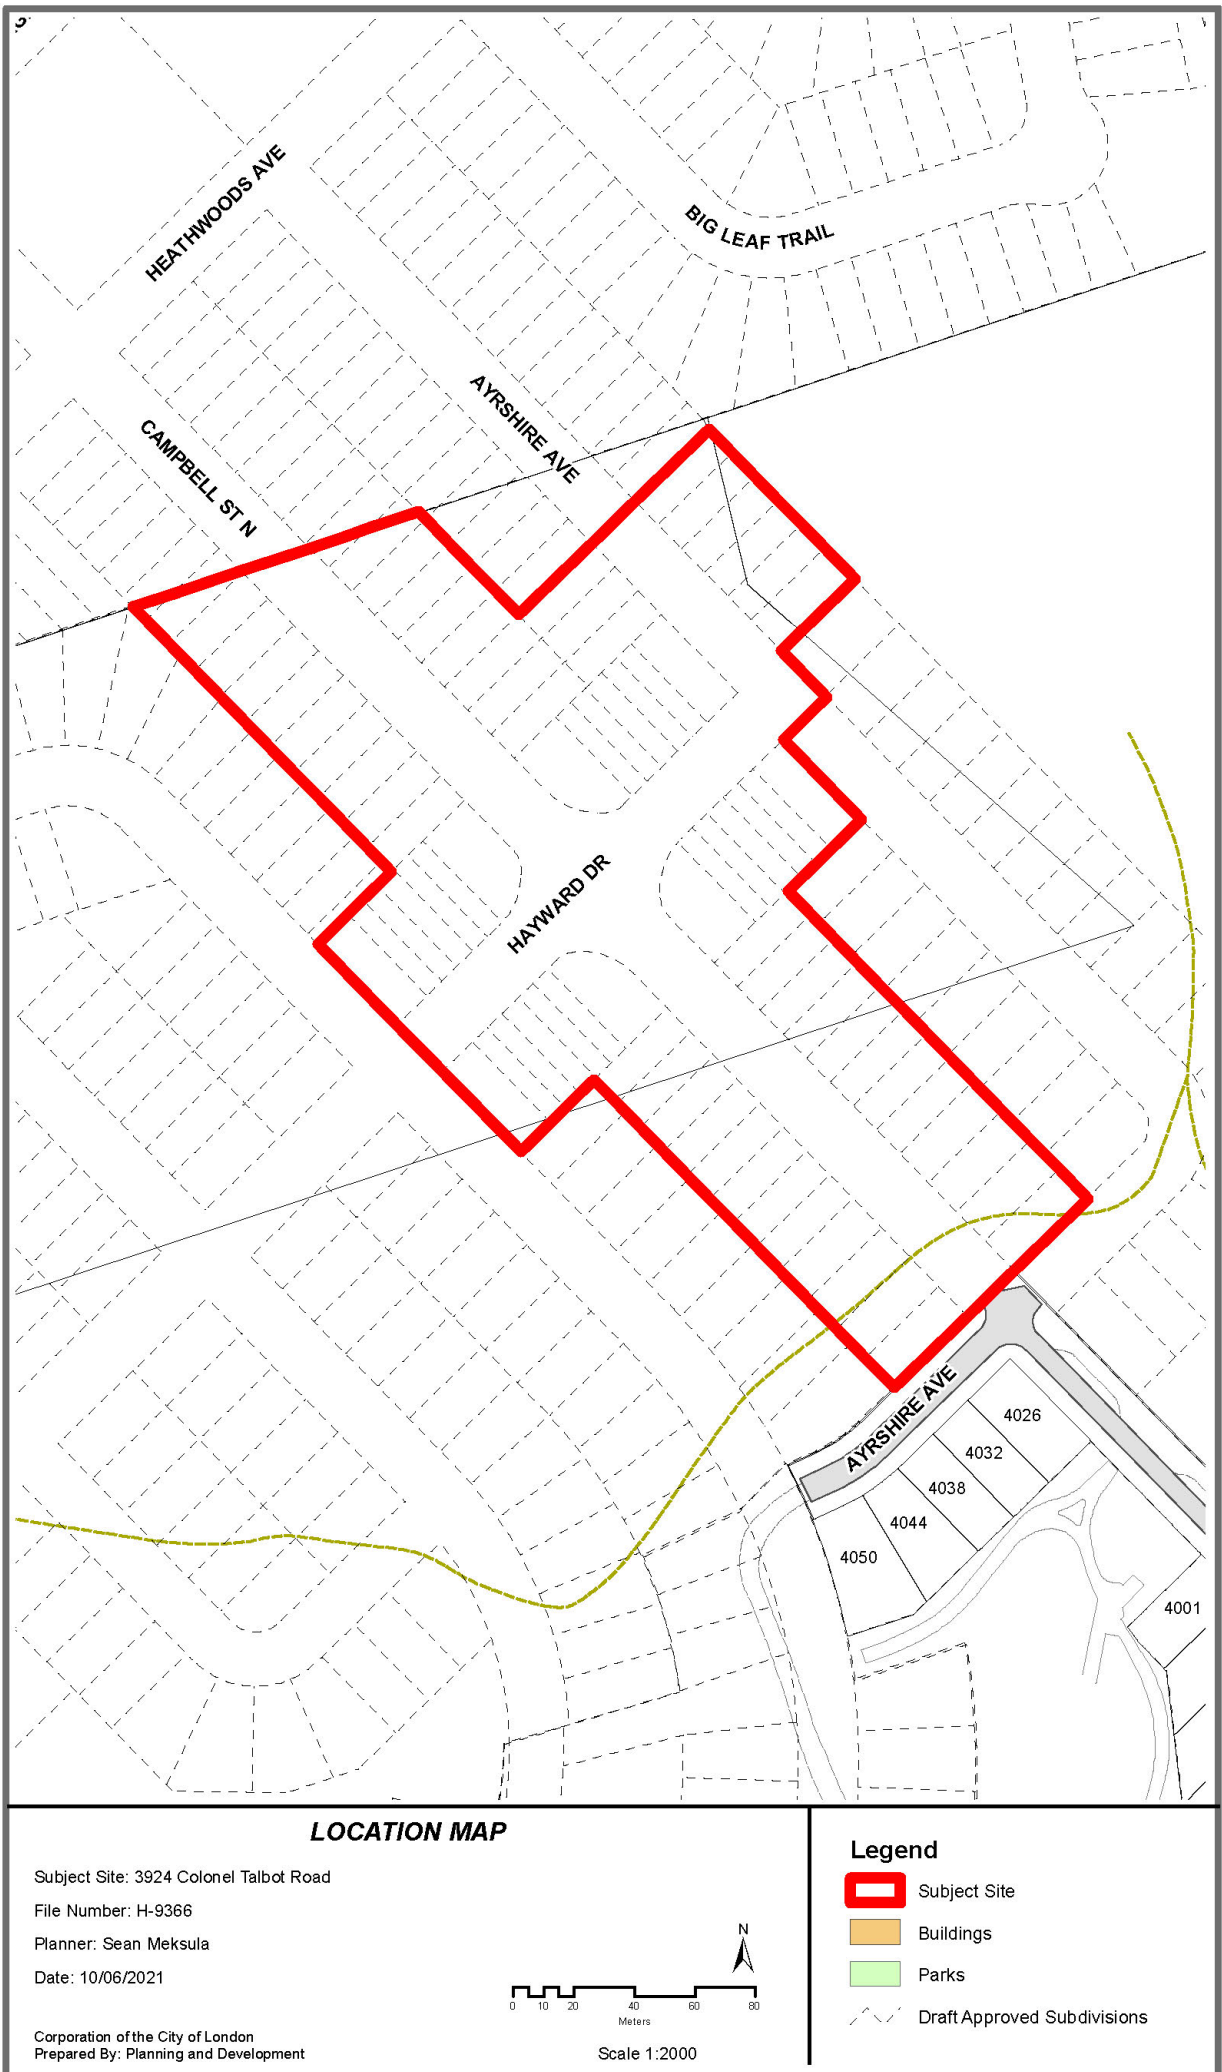 HEATHWOODS AVE
BIG LEAF TRAIL
AYRSHIRE AVE
CAMPBELL ST N
HAYWARD DR
AYRSHIRE AVE
4026
4032
4038
4044
4050
4001
LOCATION MAP
Subject Site: 3924 Colonel Talbot Road
File Number: H-9366
Planner: Sean Meksula
Date: 10/06/2021
Corporation of the City of London
Prepared By: Planning and Development
N
0 10 20 40 60 80
Meters
Scale 1:2000
Legend
Subject Site
Buildings
Parks
Draft Approved Subdivisions